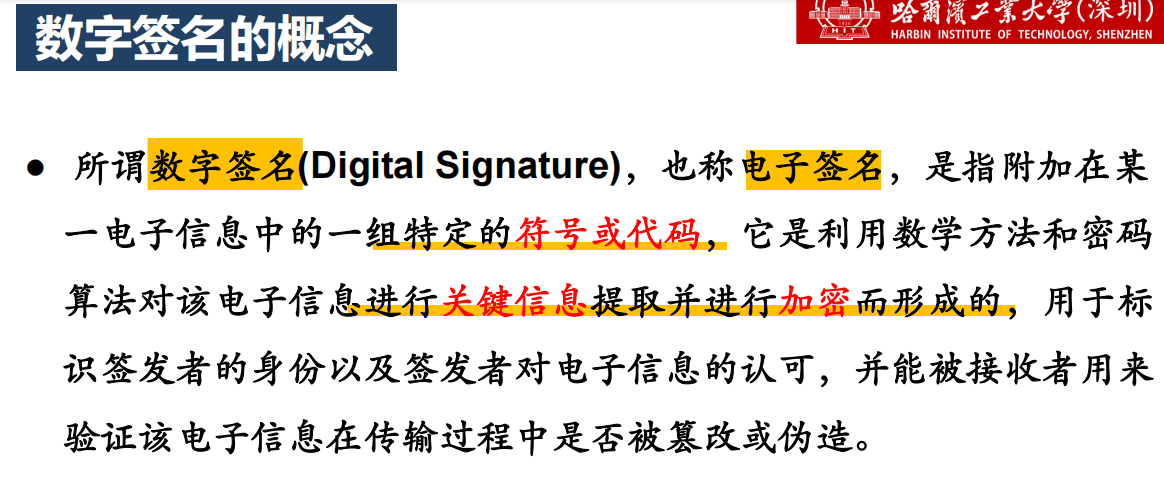 数字签名的概念
哈爾濱工業大學(深圳)
HARBIN INSTITUTE OF TECHNOLOGY, SHENZHEN
● 所谓数字签名(Digital Signature)，也称电子签名，是指附加在某
一电子信息中的一组特定的符号或代码，它是利用数学方法和密码
算法对该电子信息进行关键信息提取并进行加密而形成的，用于标
识签发者的身份以及签发者对电子信息的认可，并能被接收者用来
验证该电子信息在传输过程中是否被篡改或伪造。